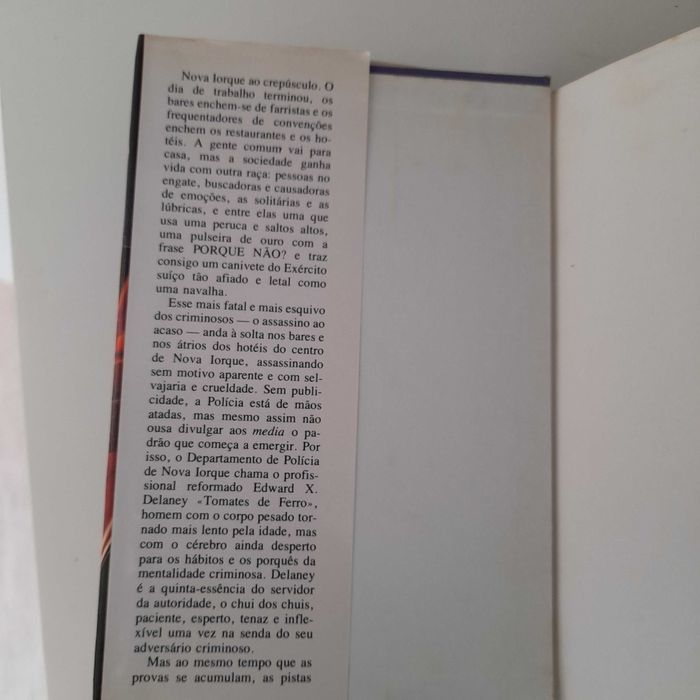 Nova Iorque ao crepúsculo. O
dia de trabalho terminou, os
bares enchem-se de farristas e os
frequentadores de convenções
enchem os restaurantes e os ho-
téis. A gente comum vai para
casa, mas a sociedade ganha
vida com outra raça: pessoas no
engate, buscadoras e causadoras
de emoções, as solitárias e as
lúbricas, e entre elas uma que
usa uma peruca e saltos altos,
uma pulseira de ouro com a
frase PORQUE NÃO? e traz
consigo um canivete do Exército
suíço tão afiado e letal como
uma navalha.
Esse mais fatal e mais esquivo
dos criminosos — o assassino ao
acaso — anda à solta nos bares e
nos átrios dos hotéis do centro
de Nova Iorque, assassinando
sem motivo aparente e com sel-
vajaria e crueldade. Sem publi-
cidade, a Polícia está de mãos
atadas, mas mesmo assim não
ousa divulgar aos media o pa-
drão que começa a emergir. Por
isso, o Departamento de Polícia
de Nova Iorque chama o profis-
sional reformado Edward X.
Delaney «Tomates de Ferro»,
homem com o corpo pesado tor-
nado mais lento pela idade, mas
com o cérebro ainda desperto
para os hábitos e os porquês da
mentalidade criminosa. Delaney
é a quinta-essência do servidor
da autoridade, o chui dos chuis,
paciente, esperto, tenaz e infle-
xível uma vez na senda do seu
adversário criminoso.
Mas ao mesmo tempo que as
provas se acumulam, as pistas